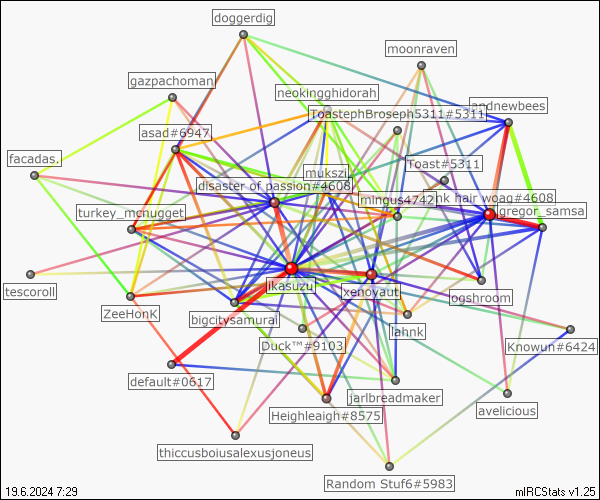 doggerdig
moonraven
gazpachoman
neokingghidorah
andnewbees
ToastephBroseph5311#5311
asad#6947
facadas.
Toast#5311
mukszi
disaster of passion#4608
mingus4742
nk hair woag#4608
turkey_mcnugget
gregor_samsa
tescoroll
jikasuzu
xenoyaut
ogshroom
ZeeHonK
bigcitysamurai
lahnk
Duck™#9103
Knowun#6424
default#0617
jarlbreadmaker
avelicious
Heighleaigh#8575
thiccusboiusalexusjoneus
Random Stuf6#5983
19.6.2024 7:29
mIRCStats v1.25